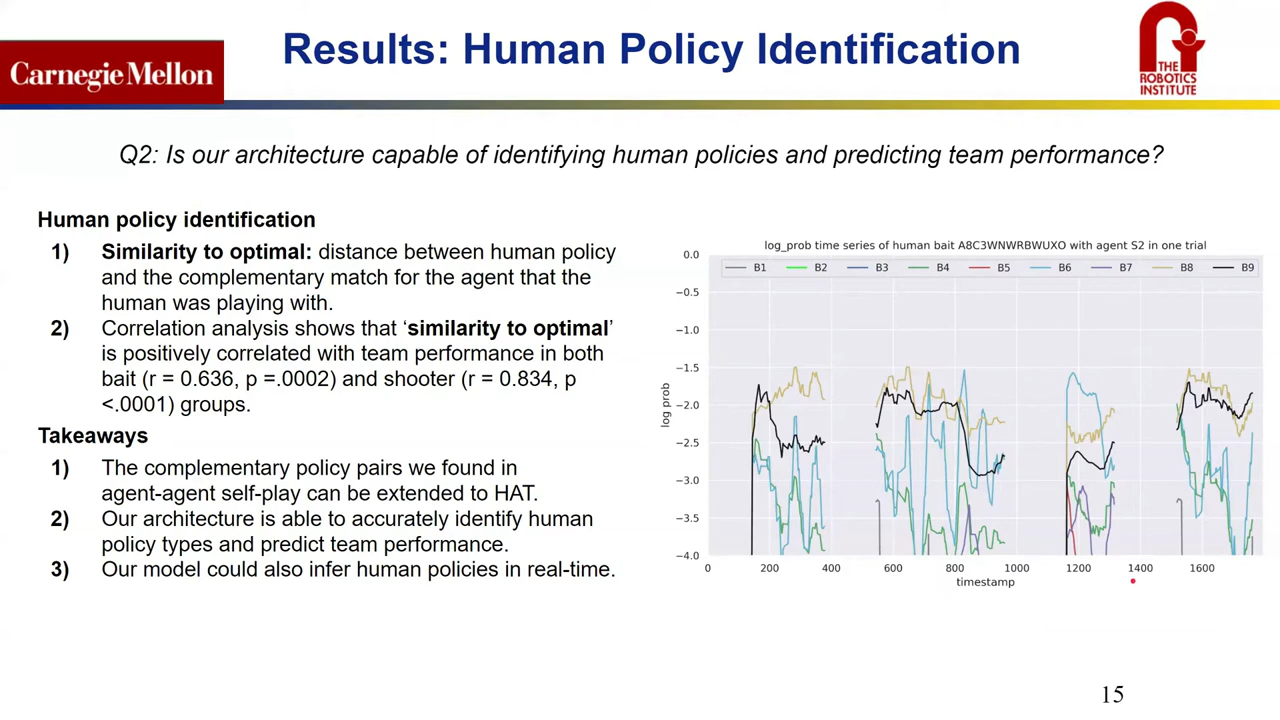 Results: Human Policy Identification
Carnegie Mellon
THE
ROBOTICS
INSTITUTE
Q2: Is our architecture capable of identifying human policies and predicting team performance?
Human policy identification
1) Similarity to optimal: distance between human policy
and the complementary match for the agent that the
human was playing with.
2) Correlation analysis shows that ‘similarity to optimal’
is positively correlated with team performance in both
bait (r = 0.636, p =.0002) and shooter (r = 0.834, p
<.0001) groups.
Takeaways
1) The complementary policy pairs we found in
agent-agent self-play can be extended to HAT.
2) Our architecture is able to accurately identify human
policy types and predict team performance.
3) Our model could also infer human policies in real-time.
log_prob time series of human bait A8C3WNWRBWUXO with agent S2 in one trial
B1 B2 B3 B4 B5 B6 B7 B8 B9
0.0
−0.5
−1.0
−1.5
−2.0
−2.5
−3.0
−3.5
−4.0
log prob
0 200 400 600 800 1000 1200 1400 1600
timestamp
15